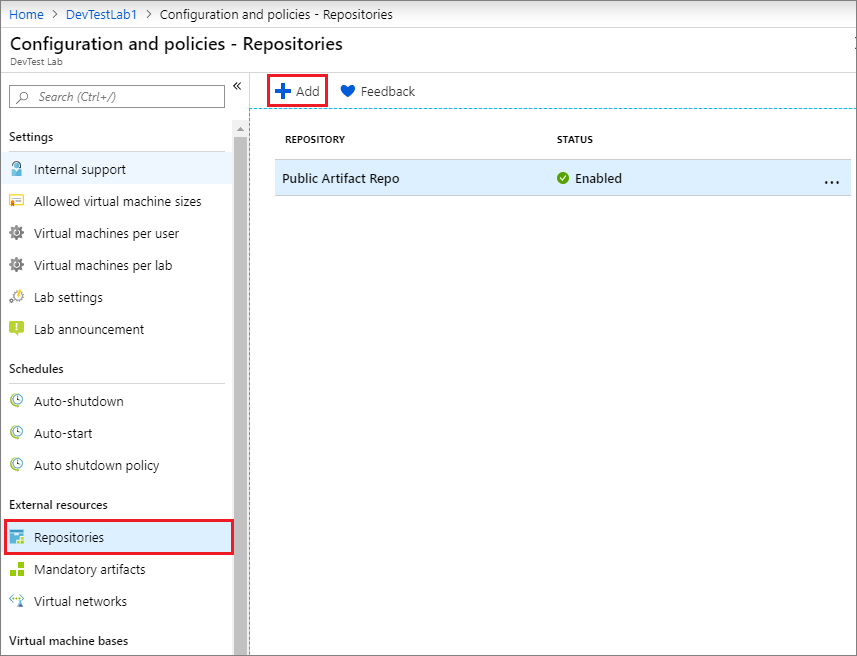 Home > DevTestLab1 > Configuration and policies - Repositories
Configuration and policies - Repositories
DevTest Lab
Search (Ctrl+/)
«
Add
Feedback
Settings
Internal support
Allowed virtual machine sizes
Virtual machines per user
Virtual machines per lab
Lab settings
Lab announcement
Schedules
Auto-shutdown
Auto-start
Auto shutdown policy
External resources
Repositories
Mandatory artifacts
Virtual networks
Virtual machine bases
REPOSITORY STATUS
Public Artifact Repo Enabled ...